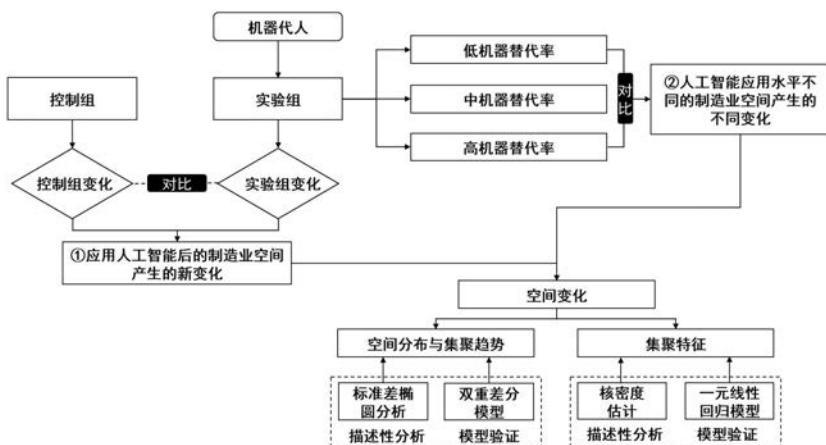 机器代人
控制组
实验组
低机器替代率
中机器替代率
高机器替代率
对比
②人工智能应用水平不
同的制造业空间产生的
不同变化
控制组变化
对比
实验组变化
①应用人工智能后的制造业空间
产生的新变化
空间变化
空间分布与集聚趋势
集聚特征
标准差椭
圆分析
双重差分
模型
核密度
估计
一元线性
回归模型
描述性分析
模型验证
描述性分析
模型验证